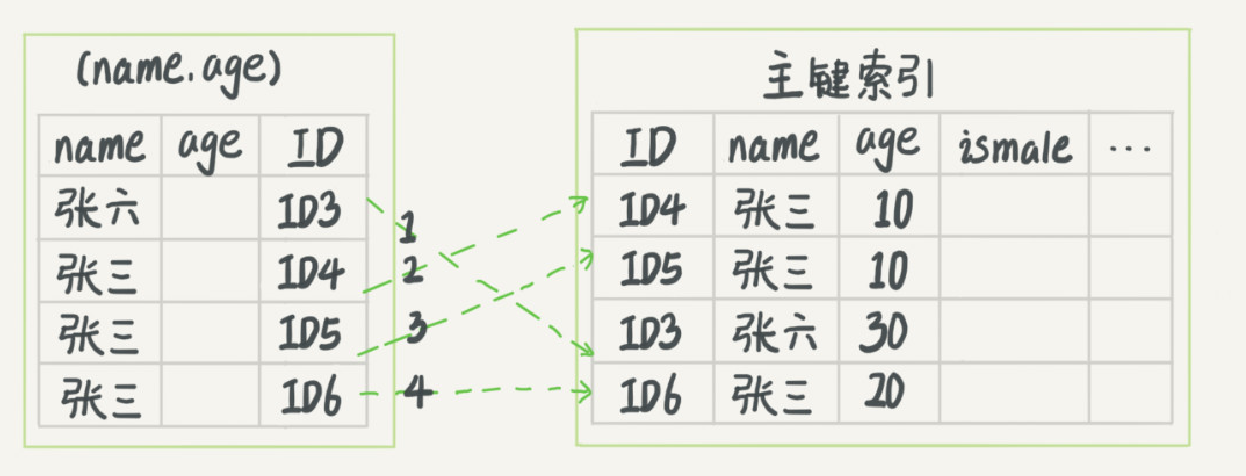 (name.age)
name age ID
张六 ID3
张三 ID4
张三 ID5
张三 ID6
1
2
3
4
主键索引
ID name age ismale ...
ID4 张三 10
ID5 张三 10
ID3 张六 30
ID6 张三 20